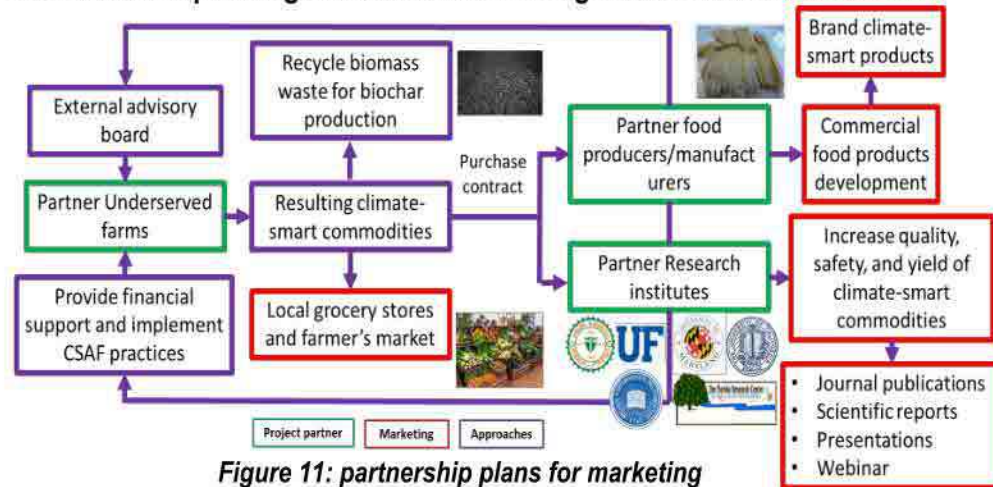 Brand climate-
smart products
Recycle biomass
waste for biochar
production
External advisory
board
Partner food
producers/manufact
urers
Commercial
food products
development
Purchase
contract
Partner Underserved
farms
Resulting climate-
smart commodities
Increase quality,
safety, and yield of
climate-smart
commodities
Partner Research
institutes
Provide financial
support and implement
CSAF practices
Local grocery stores
and farmer's market
UF
• Journal publications
• Scientific reports
• Presentations
• Webinar
Project partner
Marketing
Approaches
Figure 11: partnership plans for marketing